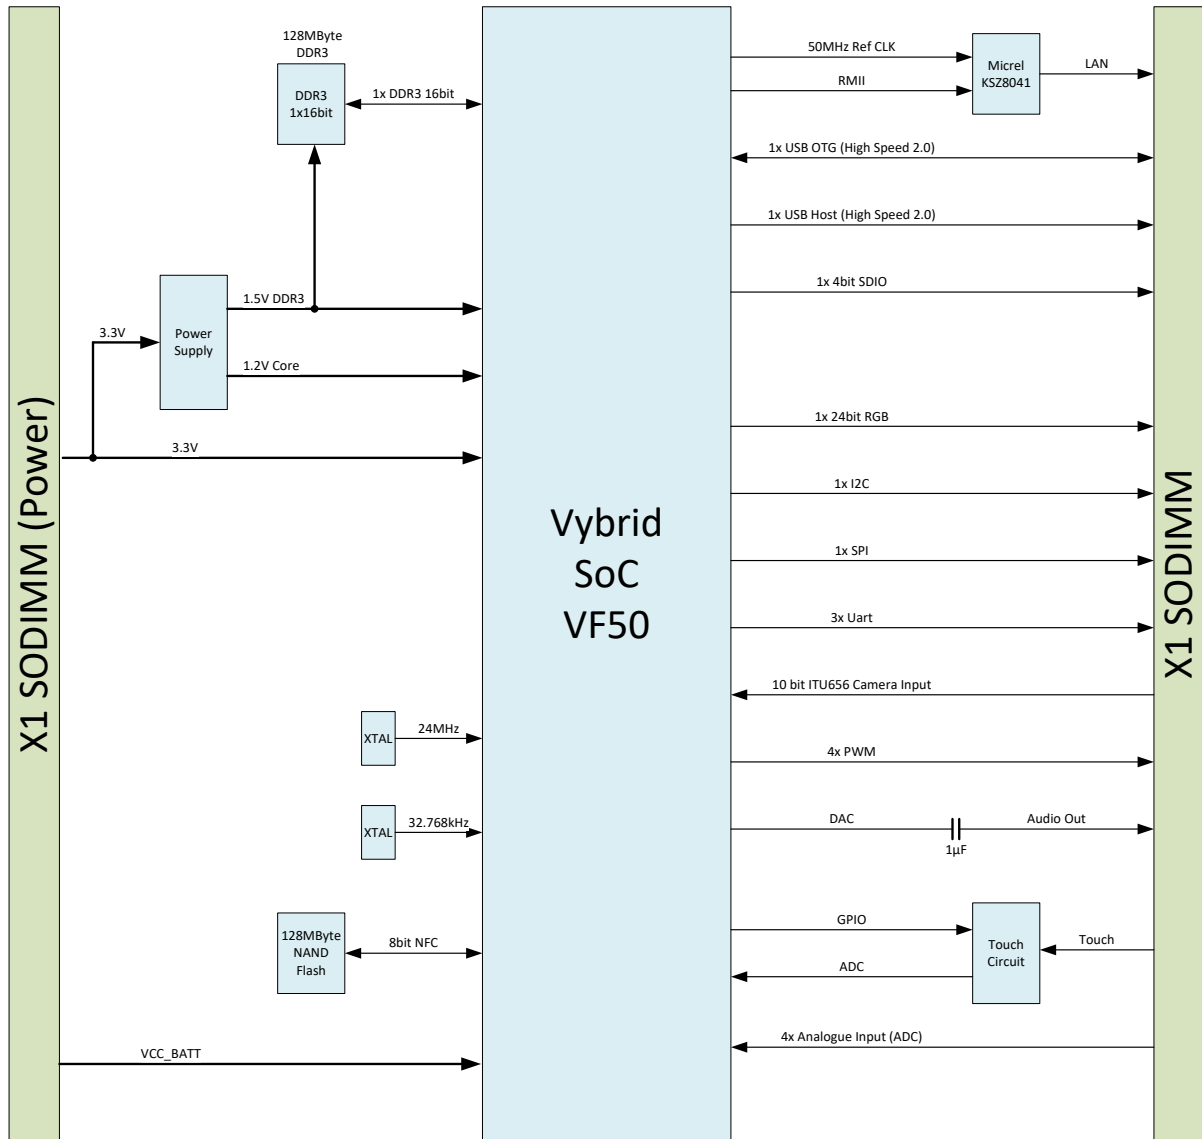 X1 SODIMM (Power)
128MByte
DDR3
DDR3
1x16bit
1x DDR3 16bit
Power
Supply
1.5V DDR3
3.3V
1.2V Core
3.3V
XTAL
24MHz
XTAL
32.768kHz
128MByte
NAND
Flash
8bit NFC
VCC_BATT
Vybrid
SoC
VF50
50MHz Ref CLK
RMII
Micrel
KSZ8041
LAN
1x USB OTG (High Speed 2.0)
1x USB Host (High Speed 2.0)
1x 4bit SDIO
1x 24bit RGB
1x I2C
1x SPI
3x Uart
10 bit ITU656 Camera Input
4x PWM
DAC
1µF
Audio Out
GPIO
ADC
Touch
Circuit
Touch
4x Analogue Input (ADC)
X1 SODIMM